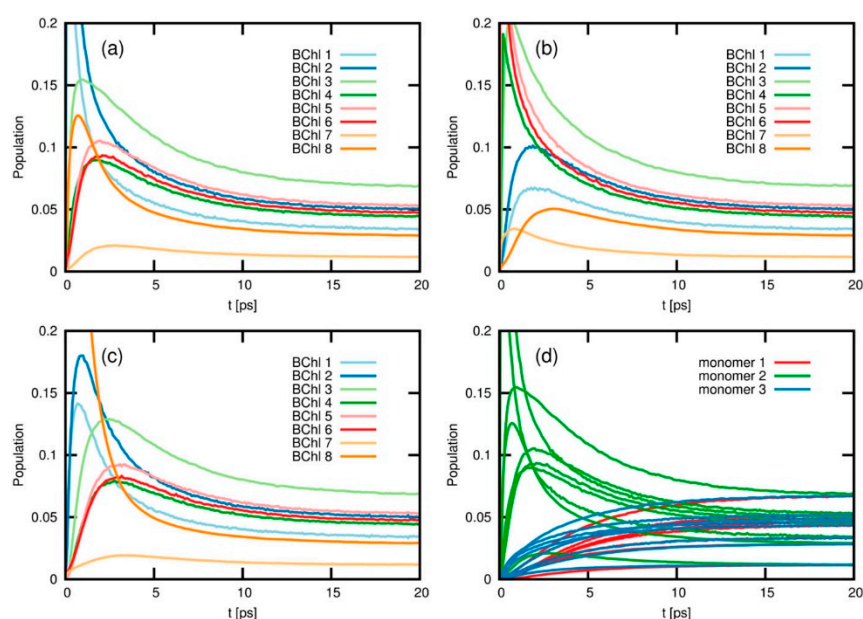 0.2
0.15
0.1
0.05
0
Population
(a)
BChl 1
BChl 2
BChl 3
BChl 4
BChl 5
BChl 6
BChl 7
BChl 8
0 5 10 15 20
t [ps]
0.2
0.15
0.1
0.05
0
Population
(b)
BChl 1
BChl 2
BChl 3
BChl 4
BChl 5
BChl 6
BChl 7
BChl 8
0 5 10 15 20
t [ps]
0.2
0.15
0.1
0.05
0
Population
(c)
BChl 1
BChl 2
BChl 3
BChl 4
BChl 5
BChl 6
BChl 7
BChl 8
0 5 10 15 20
t [ps]
0.2
0.15
0.1
0.05
0
Population
(d)
monomer 1
monomer 2
monomer 3
0 5 10 15 20
t [ps]